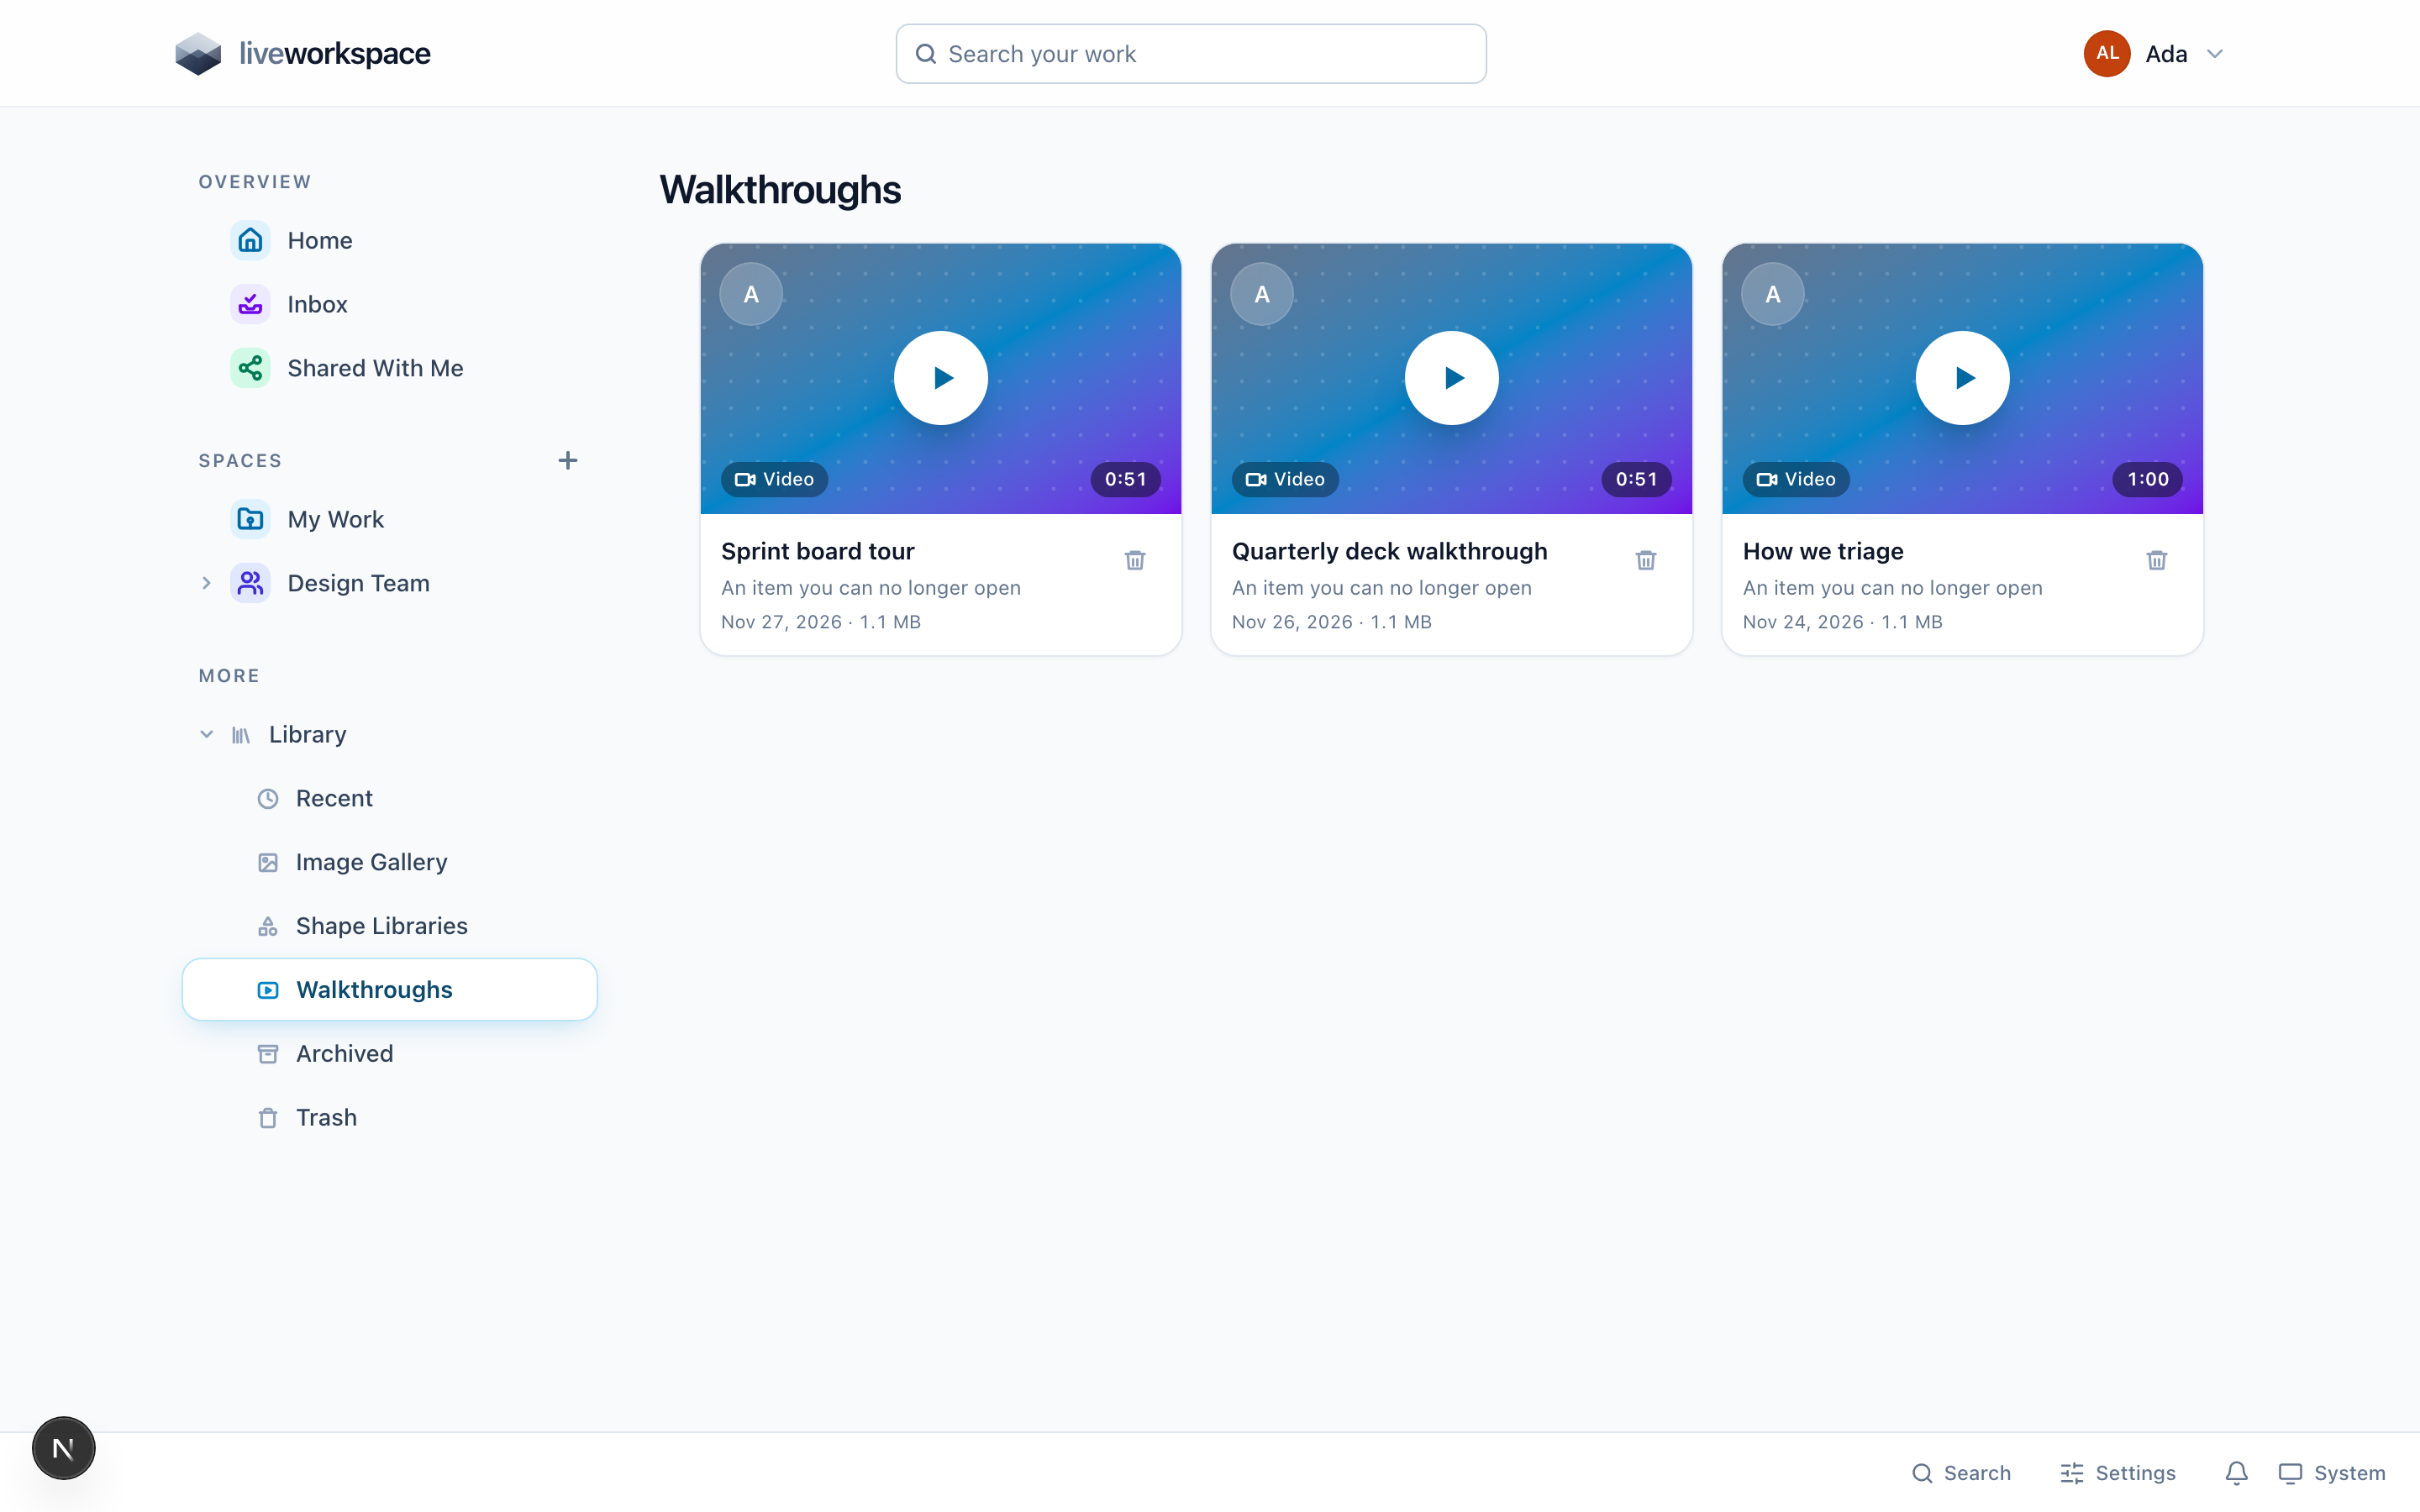 liveworkspace
Search your work
AL
Ada
OVERVIEW
Home
Inbox
Shared With Me
SPACES
My Work
Design Team
MORE
Library
Recent
Image Gallery
Shape Libraries
Walkthroughs
Archived
Trash
Walkthroughs
A
Video
0:51
Sprint board tour
An item you can no longer open
Nov 27, 2026 · 1.1 MB
A
Video
0:51
Quarterly deck walkthrough
An item you can no longer open
Nov 26, 2026 · 1.1 MB
A
Video
1:00
How we triage
An item you can no longer open
Nov 24, 2026 · 1.1 MB
N
Search
Settings
System